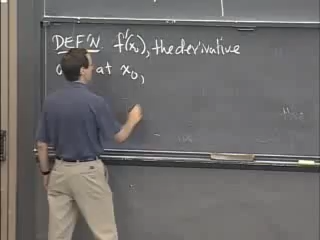 DEF'N f'(x₀), the derivative
at x₀,